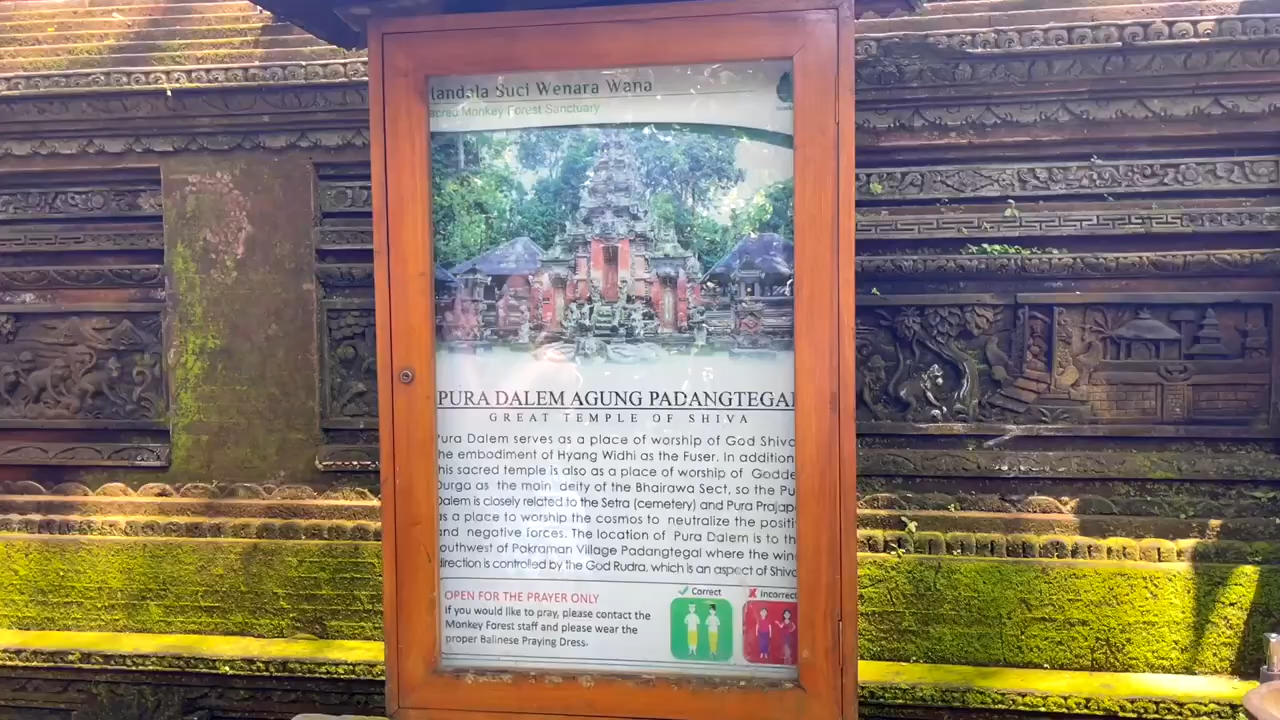 landala Suci Wenara Wana
acred Monkey Forest Sanctuary
PURA DALEM AGUNG PADANGTEGAL
GREAT TEMPLE OF SHIVA
Pura Dalem serves as a place of worship of God Shiva
he embodiment of Hyang Widhi as the Fuser. In addition
his sacred temple is also as a place of worship of Godde
Durga as the main deity of the Bhairawa Sect, so the Pu
Dalem is closely related to the Setra (cemetery) and Pura Prajap
as a place to worship the cosmos to neutralize the positi
and negative forces. The location of Pura Dalem is to th
outhwest of Pakraman Village Padangtegal where the win
direction is controlled by the God Rudra, which is an aspect of Shiva
OPEN FOR THE PRAYER ONLY
If you would like to pray, please contact the
Monkey Forest staff and please wear the
proper Balinese Praying Dress.
Correct
Incorrect